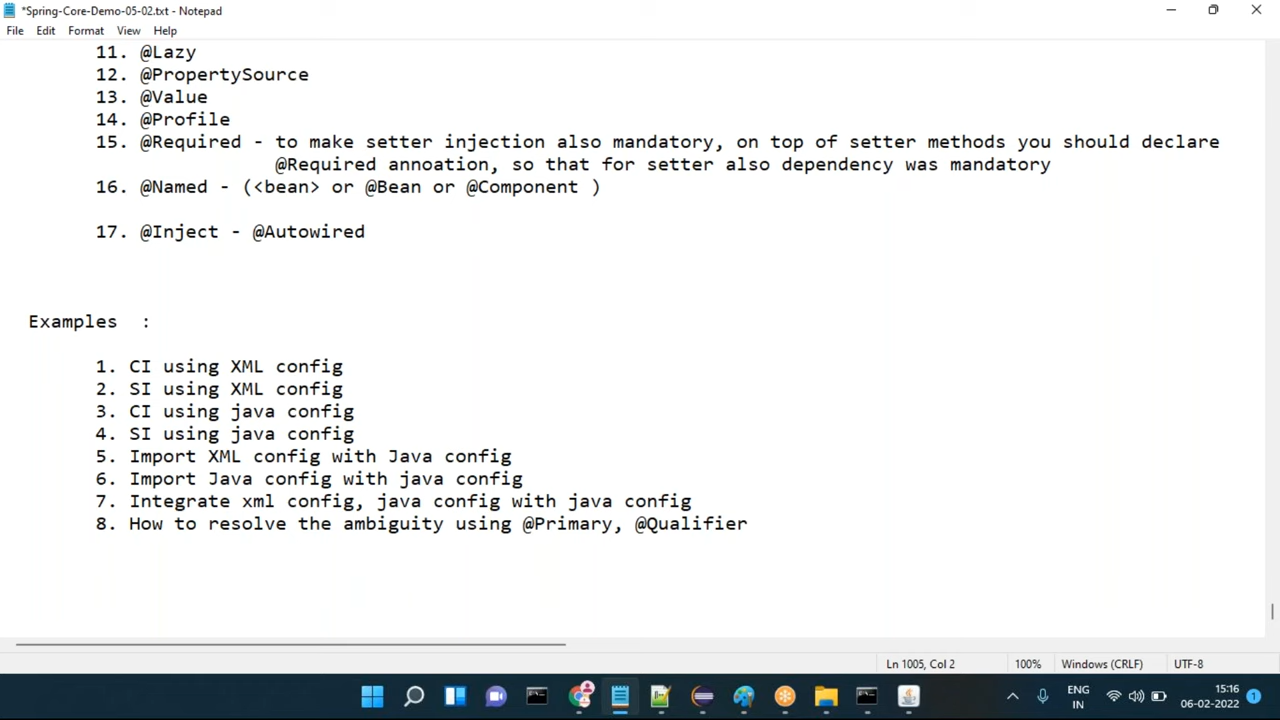 *Spring-Core-Demo-05-02.txt - Notepad
File Edit Format View Help
11. @Lazy
12. @PropertySource
13. @Value
14. @Profile
15. @Required - to make setter injection also mandatory, on top of setter methods you should declare
@Required annoation, so that for setter also dependency was mandatory
16. @Named - (<bean> or @Bean or @Component )
17. @Inject - @Autowired
Examples :
1. CI using XML config
2. SI using XML config
3. CI using java config
4. SI using java config
5. Import XML config with Java config
6. Import Java config with java config
7. Integrate xml config, java config with java config
8. How to resolve the ambiguity using @Primary, @Qualifier
Ln 1005, Col 2 100% Windows (CRLF) UTF-8
ENG 15:16
IN 06-02-2022 1